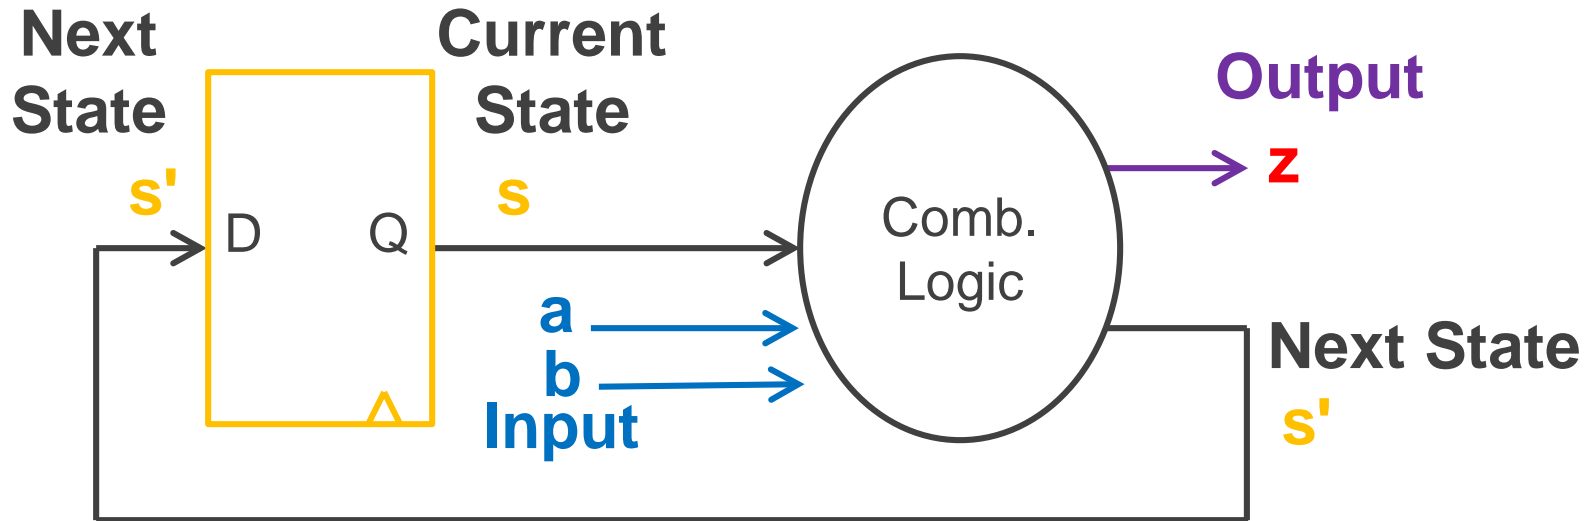 Next
State
s'
Current
State
s
D
Q
a
b
Input
Comb.
Logic
Output
z
Next State
s'